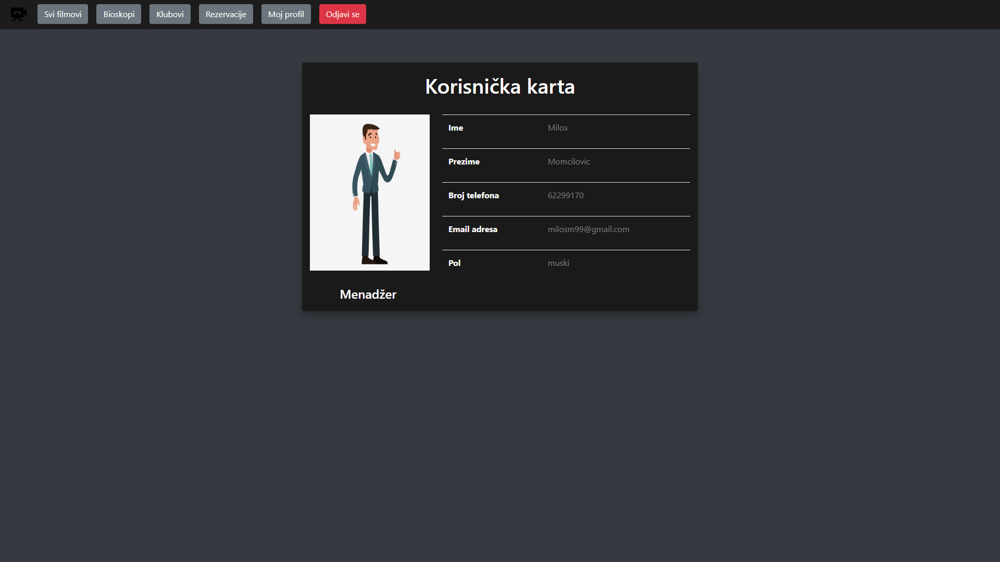 Svi filmovi Bioskopi Klubovi Rezervacije Moj profil Odjavi se
Korisnička karta
Ime Milos
Prezime Momcilovic
Broj telefona 62299170
Email adresa milosm99@gmail.com
Pol muski
Menadžer